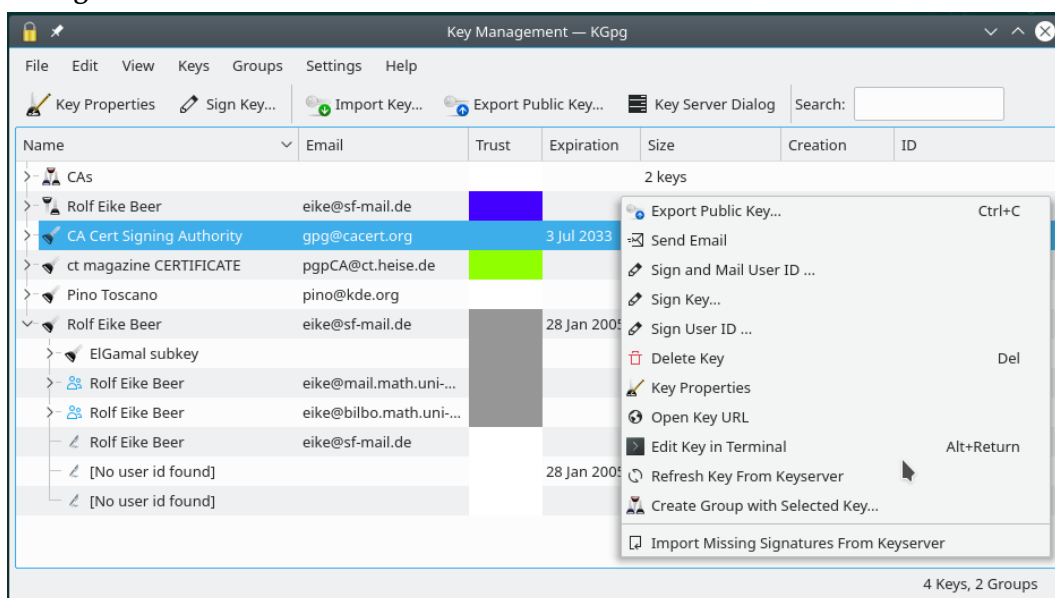 Key Management — KGpg
File Edit View Keys Groups Settings Help
Key Properties Sign Key... Import Key... Export Public Key... Key Server Dialog Search:
Name Email Trust Expiration Size Creation ID
CAs 2 keys
Rolf Eike Beer eike@sf-mail.de
CA Cert Signing Authority gpg@cacert.org 3 Jul 2033
ct magazine CERTIFICATE pgpCA@ct.heise.de
Pino Toscano pino@kde.org
Rolf Eike Beer eike@sf-mail.de 28 Jan 2005
ElGamal subkey
Rolf Eike Beer eike@mail.math.uni-...
Rolf Eike Beer eike@bilbo.math.uni-...
Rolf Eike Beer eike@sf-mail.de
[No user id found] 28 Jan 2005
[No user id found]
Export Public Key... Ctrl+C
Send Email
Sign and Mail User ID ...
Sign Key...
Sign User ID ...
Delete Key Del
Key Properties
Open Key URL
Edit Key in Terminal Alt+Return
Refresh Key From Keyserver
Create Group with Selected Key...
Import Missing Signatures From Keyserver
4 Keys, 2 Groups